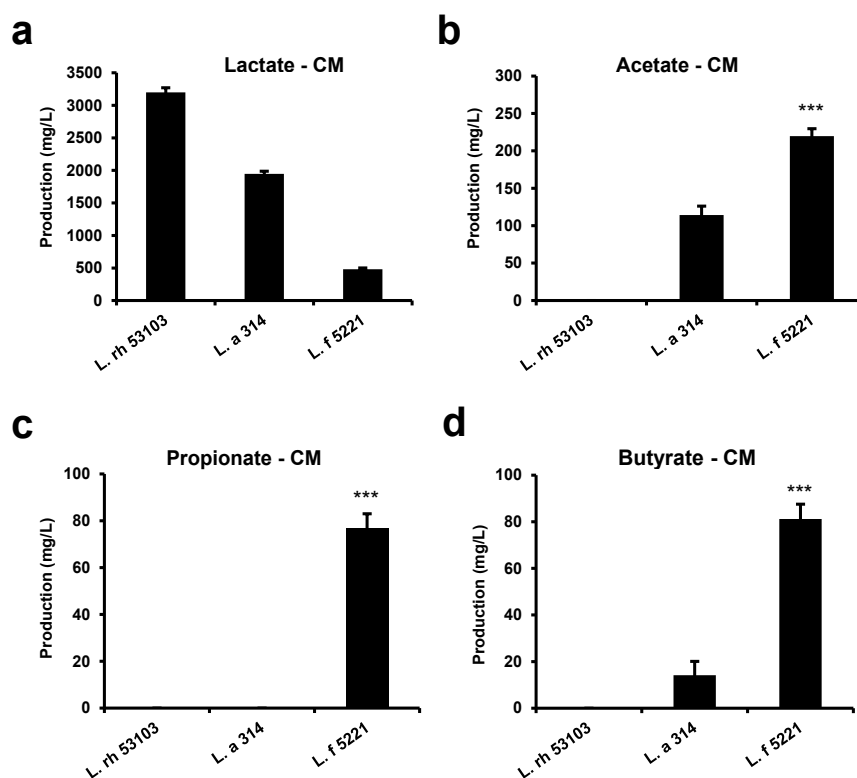 a
Lactate - CM
Production (mg/L)
3500
3000
2500
2000
1500
1000
500
0
L. rh 53103
L. a 314
L. f 5221
b
Acetate - CM
Production (mg/L)
300
250
200
150
100
50
0
***
L. rh 53103
L. a 314
L. f 5221
c
Propionate - CM
Production (mg/L)
100
80
60
40
20
0
***
L. rh 53103
L. a 314
L. f 5221
d
Butyrate - CM
Production (mg/L)
100
80
60
40
20
0
***
L. rh 53103
L. a 314
L. f 5221